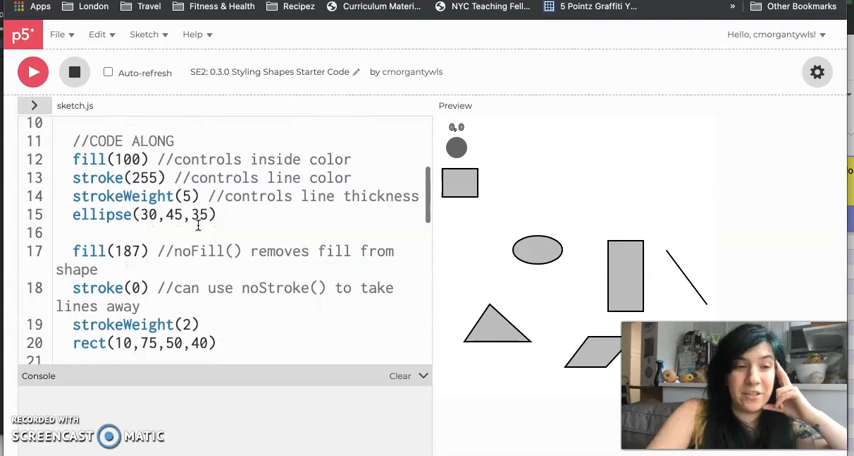 Apps London Travel Fitness & Health Recipez Curriculum Materi... NYC Teaching Fell... 5 Pointz Graffiti Y... » Other Bookmarks
p5* File Edit Sketch Help Hello, cmorgantywls!
Auto-refresh SE2: 0.3.0 Styling Shapes Starter Code by cmorgantywls
> sketch.js Preview
10
11 //CODE ALONG
12 fill(100) //controls inside color
13 stroke(255) //controls line color
14 strokeWeight(5) //controls line thickness
15 ellipse(30,45,35)
16
17 fill(187) //noFill() removes fill from
shape
18 stroke(0) //can use noStroke() to take
lines away
19 strokeWeight(2)
20 rect(10,75,50,40)
21
0,0
Console Clear
RECORDED WITH
SCREENCAST MATIC